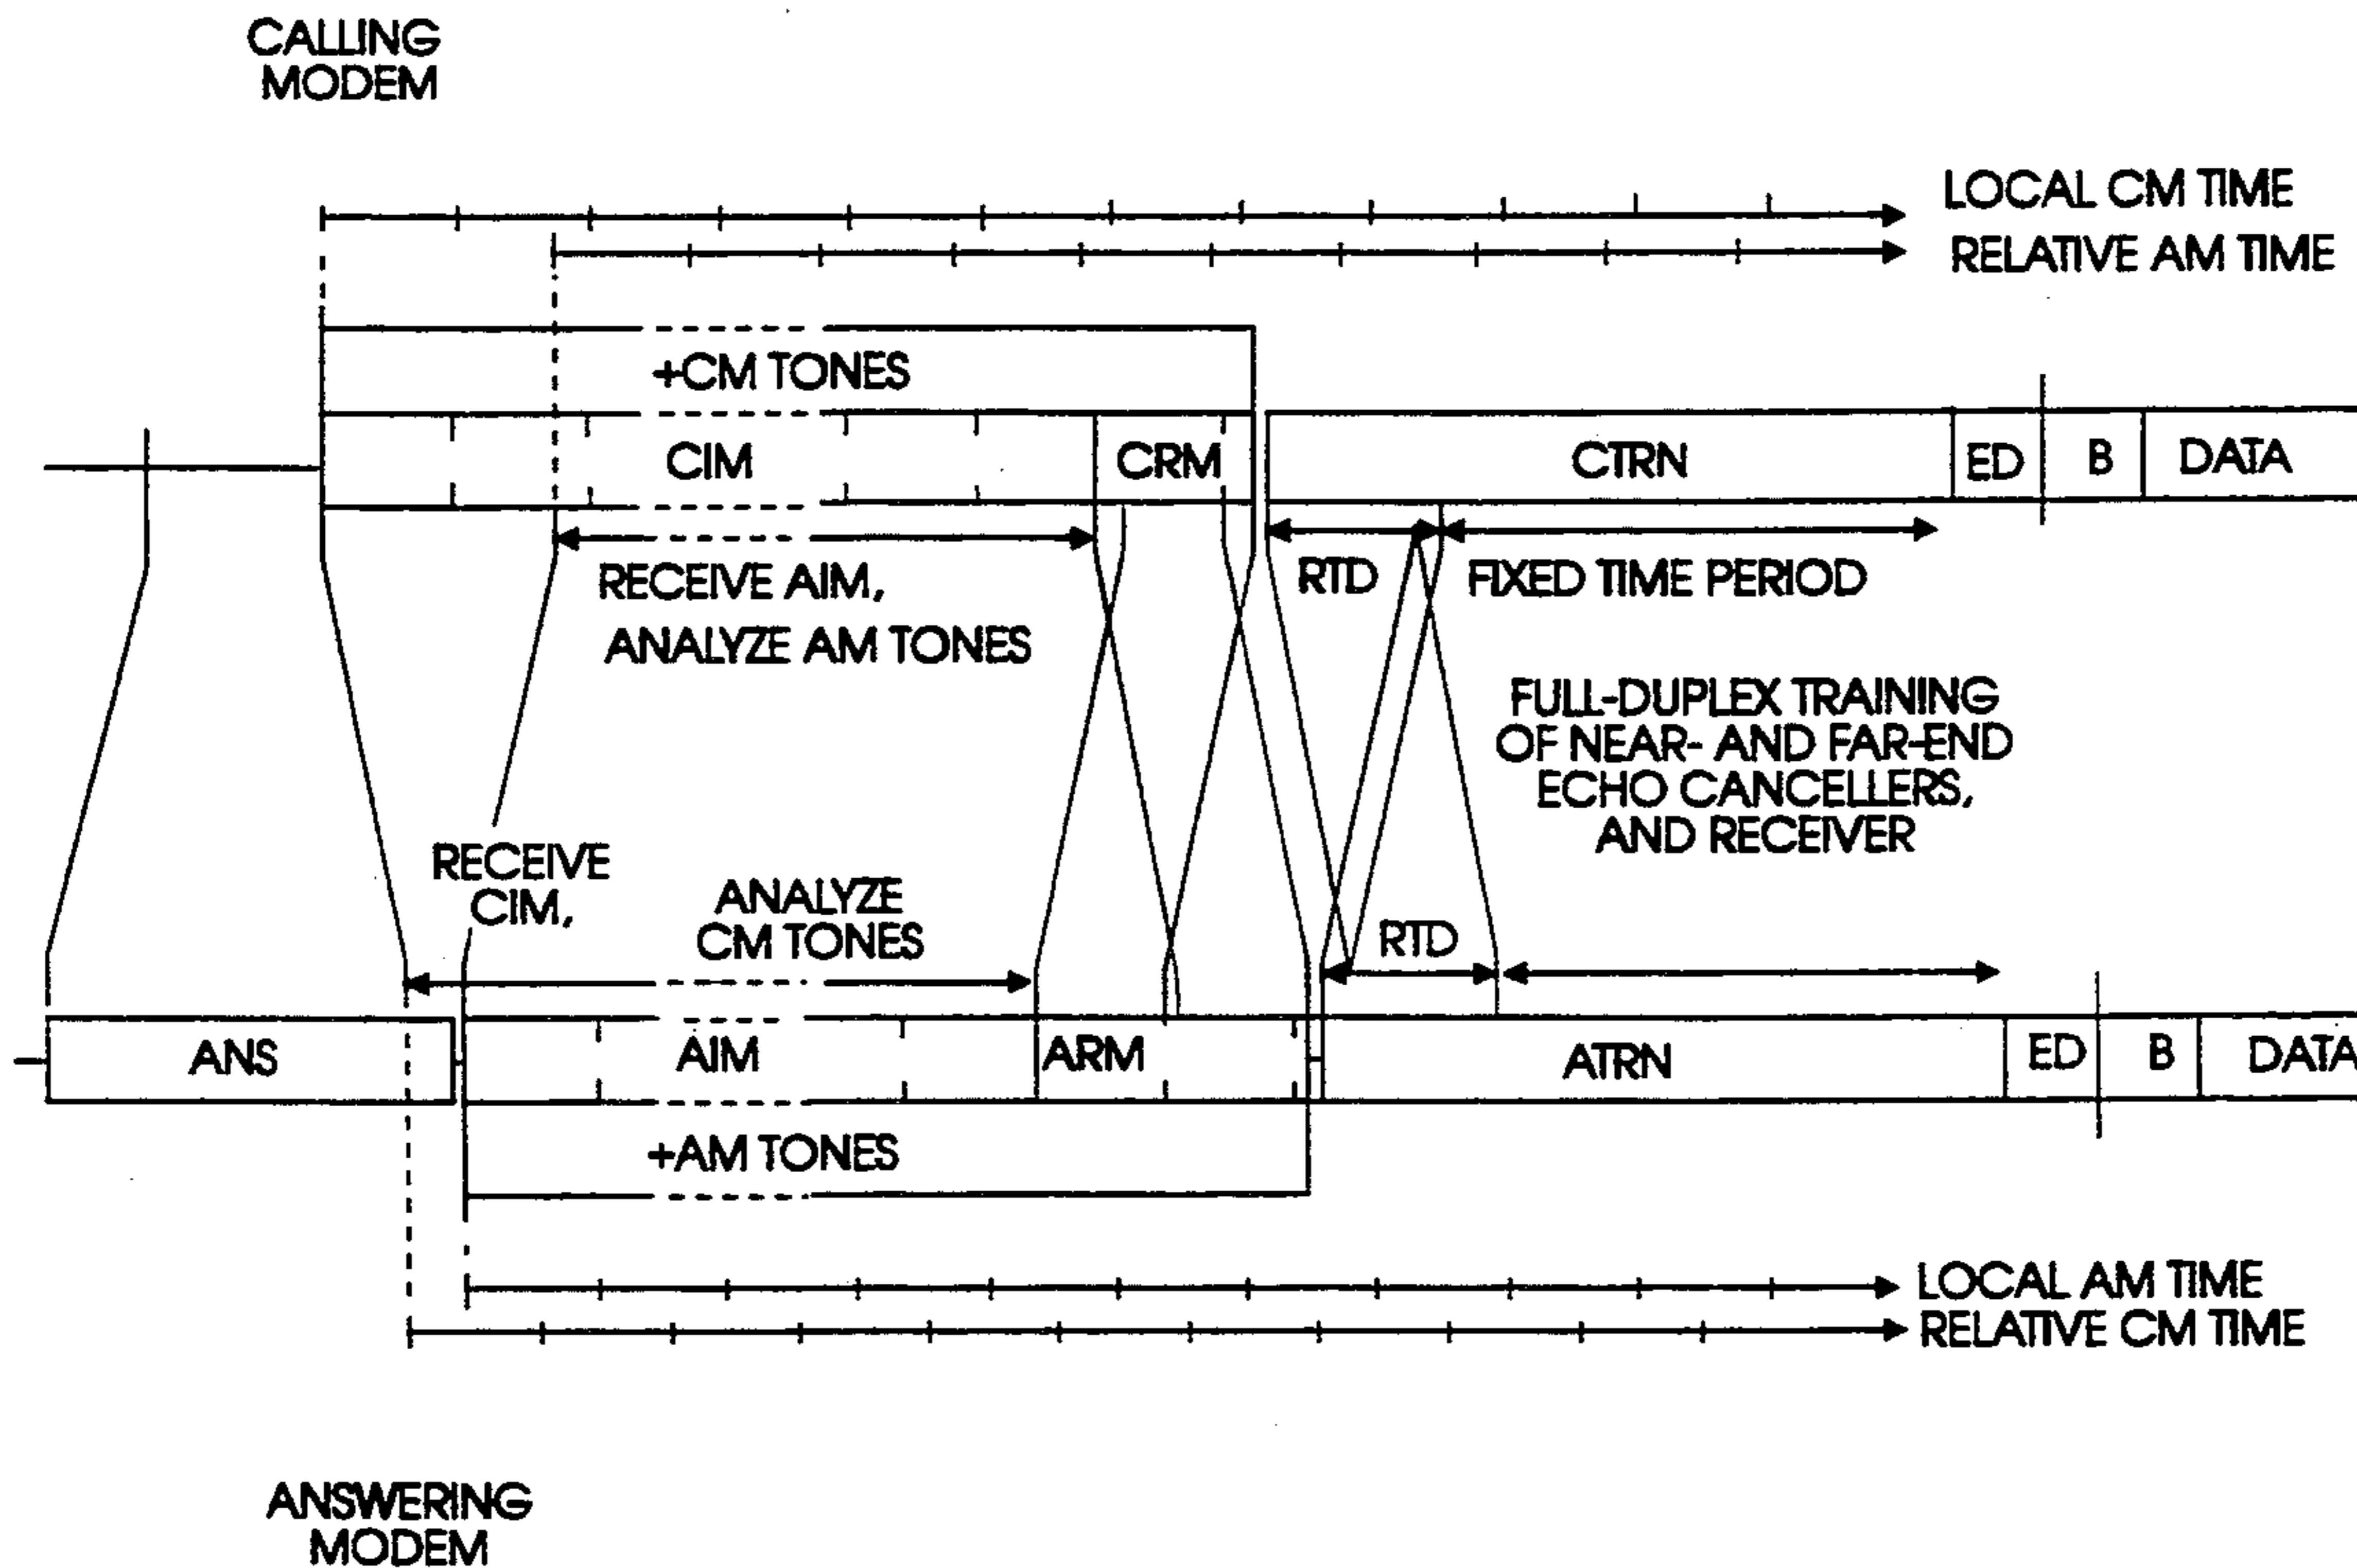 CALLING
MODEM
LOCAL CM TIME
RELATIVE AM TIME
+CM TONES
CIM
CRM
CTRN
ED
B
DATA
RECEIVE AIM,
ANALYZE AM TONES
RTD
FIXED TIME PERIOD
FULL-DUPLEX TRAINING
OF NEAR- AND FAR-END
ECHO CANCELLERS,
AND RECEIVER
RECEIVE
CIM,
ANALYZE
CM TONES
RTD
ANS
AIM
ARM
ATRN
ED
B
DATA
+AM TONES
LOCAL AM TIME
RELATIVE CM TIME
ANSWERING
MODEM